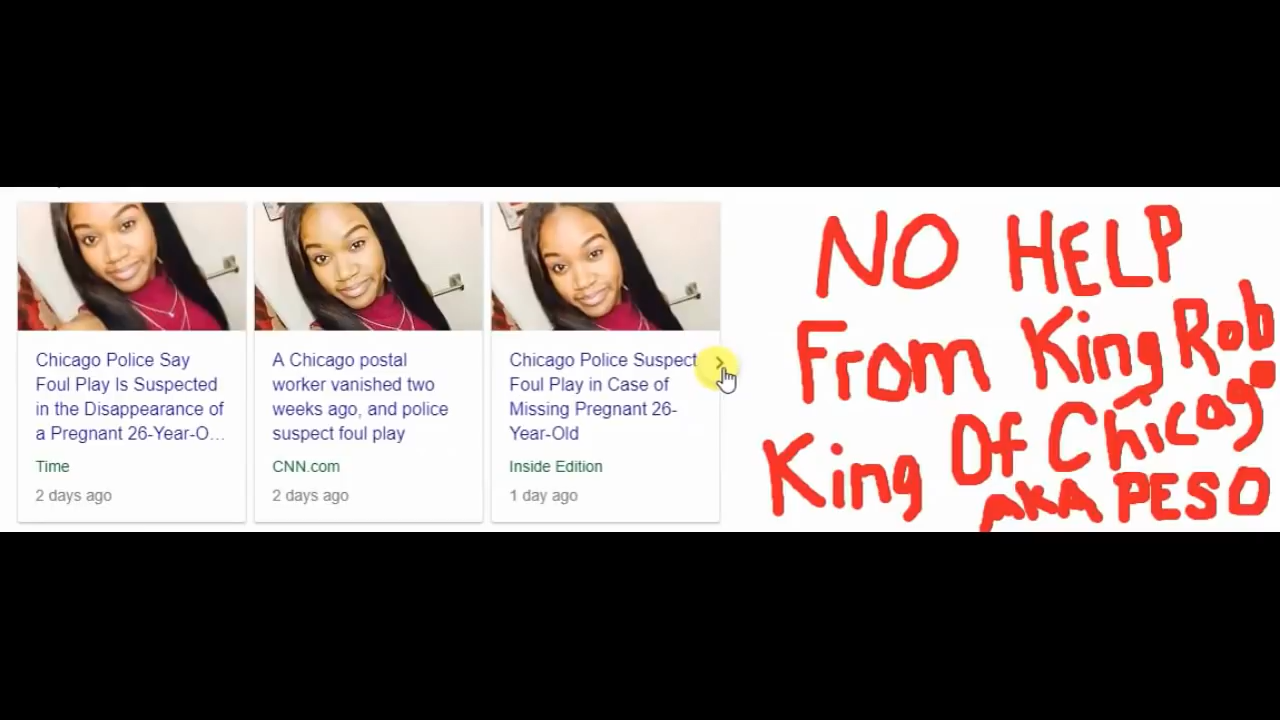 Chicago Police Say
Foul Play Is Suspected
in the Disappearance of
a Pregnant 26-Year-O...
Time
2 days ago
A Chicago postal
worker vanished two
weeks ago, and police
suspect foul play
CNN.com
2 days ago
Chicago Police Suspect
Foul Play in Case of
Missing Pregnant 26-
Year-Old
Inside Edition
1 day ago
NO HELP
From King Rob
King Of Chicago
AKA PESO